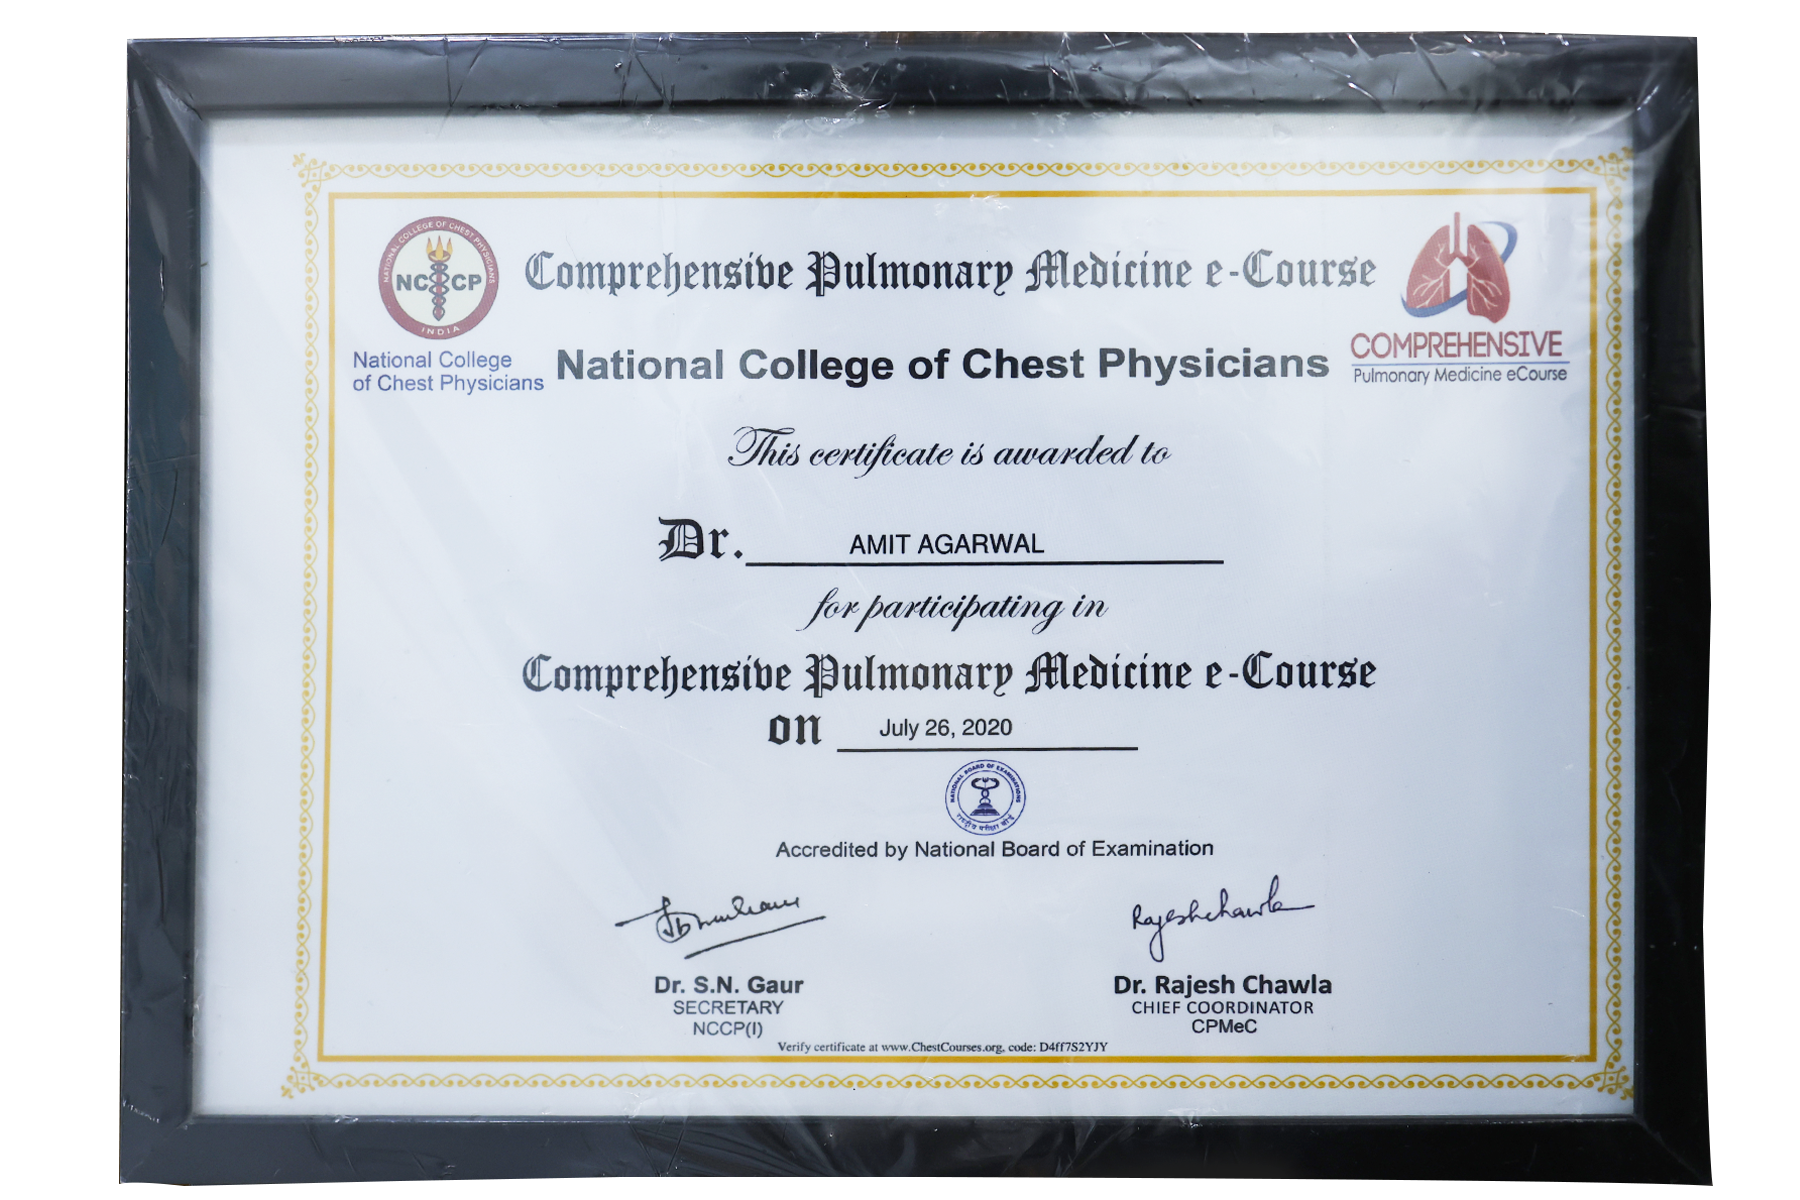 NATIONAL COLLEGE OF CHEST PHYSICIANS
NCCP
INDIA
National College
of Chest Physicians
Comprehensive Pulmonary Medicine e-Course
National College of Chest Physicians
COMPREHENSIVE
Pulmonary Medicine eCourse
This certificate is awarded to
Dr. AMIT AGARWAL
for participating in
Comprehensive Pulmonary Medicine e-Course
on July 26, 2020
NATIONAL BOARD OF EXAMINATIONS
राष्ट्रीय परीक्षा बोर्ड
Accredited by National Board of Examination
Rajeshchawla
Dr. S.N. Gaur
SECRETARY
NCCP(I)
Dr. Rajesh Chawla
CHIEF COORDINATOR
CPMeC
Verify certificate at www.ChestCourses.org, code: D4ff7S2YJY